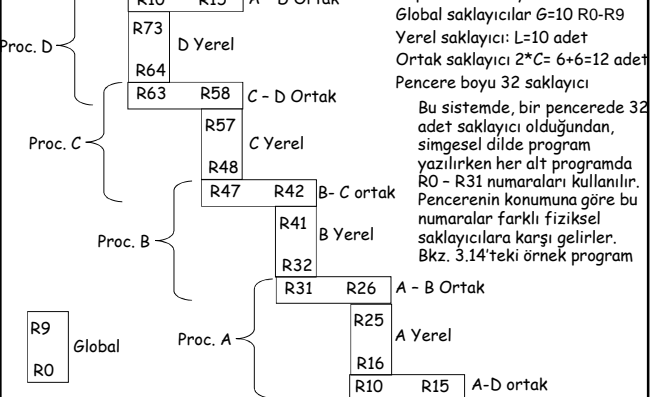 R10 R15 A – D Ortak
Global saklayıcılar G=10 R0-R9
R73
Proc. D
D Yerel
Yerel saklayıcı: L=10 adet
R64
Ortak saklayıcı 2*C= 6+6=12 adet
Pencere boyu 32 saklayıcı
R63 R58 C – D Ortak
Bu sistemde, bir pencerede 32
adet saklayıcı olduğundan,
simgesel dilde program
yazılırken her alt programda
R0 – R31 numaraları kullanılır.
Pencerenin konumuna göre bu
numaralar farklı fiziksel
saklayıcılara karşı gelirler.
Bkz. 3.14'teki örnek program
R57
Proc. C
C Yerel
R48
R47 R42 B- C ortak
R41
Proc. B
B Yerel
R32
R31 R26 A – B Ortak
R25
Proc. A
A Yerel
R16
R10 R15 A-D ortak
R9
Global
R0